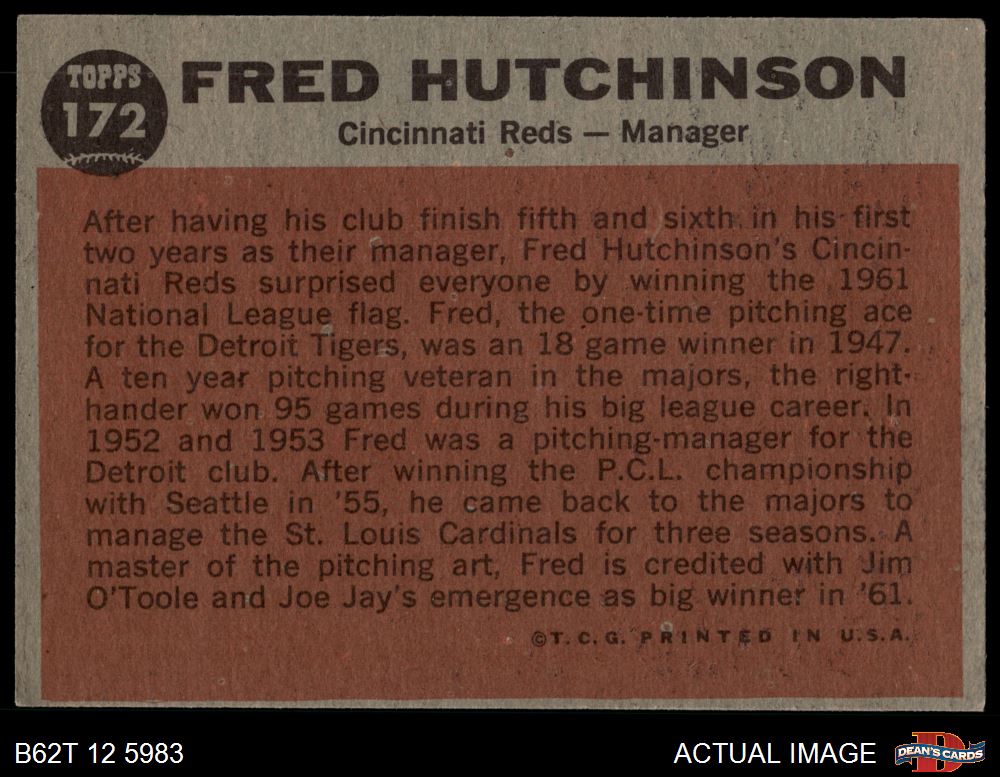 TOPPS
172
FRED HUTCHINSON
Cincinnati Reds — Manager
After having his club finish fifth and sixth in his first
two years as their manager, Fred Hutchinson's Cincin-
nati Reds surprised everyone by winning the 1961
National League flag. Fred, the one-time pitching ace
for the Detroit Tigers, was an 18 game winner in 1947.
A ten year pitching veteran in the majors, the right-
hander won 95 games during his big league career. In
1952 and 1953 Fred was a pitching-manager for the
Detroit club. After winning the P.C.L. championship
with Seattle in '55, he came back to the majors to
manage the St. Louis Cardinals for three seasons. A
master of the pitching art, Fred is credited with Jim
O'Toole and Joe Jay's emergence as big winner in '61.
©T.C.G. PRINTED IN U.S.A.
B62T 12 5983
ACTUAL IMAGE
D
DEAN'S CARDS